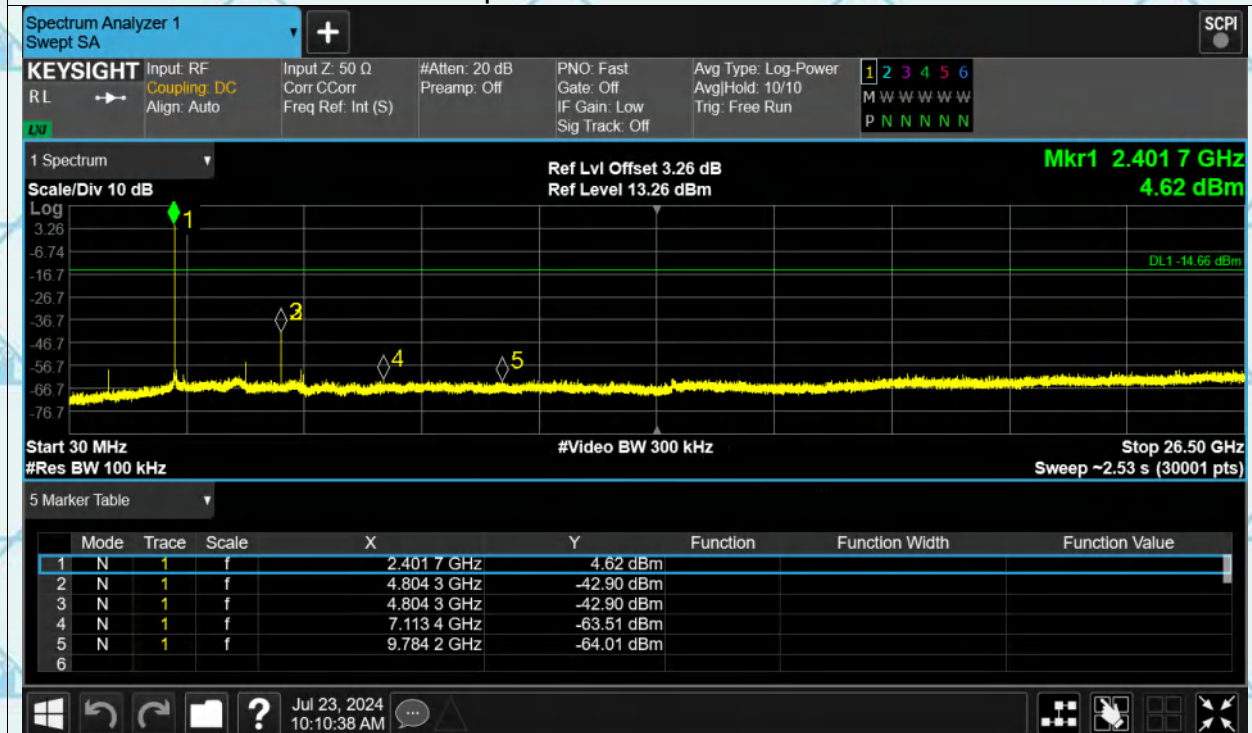 Spectrum Analyzer 1
Swept SA
+
SCPI
KEYSIGHT Input: RF Input Z: 50 Ω #Atten: 20 dB PNO: Fast Avg Type: Log-Power 1 2 3 4 5 6
RL Coupling: DC Corr CCorr Preamp: Off Gate: Off Avg|Hold: 10/10 M W W W W W W
Align: Auto Freq Ref: Int (S) IF Gain: Low Trig: Free Run
LXI Sig Track: Off P N N N N N N
1 Spectrum Ref Lvl Offset 3.26 dB Mkr1 2.401 7 GHz
Scale/Div 10 dB Ref Level 13.26 dBm 4.62 dBm
Log
1
3.26
-6.74
DL1 -14.66 dBm
-16.7
-26.7
3
-36.7
-46.7
4 5
-56.7
-66.7
-76.7
Start 30 MHz #Video BW 300 kHz Stop 26.50 GHz
#Res BW 100 kHz Sweep ~2.53 s (30001 pts)
5 Marker Table
Mode Trace Scale X Y Function Function Width Function Value
1 N 1 f 2.401 7 GHz 4.62 dBm
2 N 1 f 4.804 3 GHz -42.90 dBm
3 N 1 f 4.804 3 GHz -42.90 dBm
4 N 1 f 7.113 4 GHz -63.51 dBm
5 N 1 f 9.784 2 GHz -64.01 dBm
6
? Jul 23, 2024
10:10:38 AM